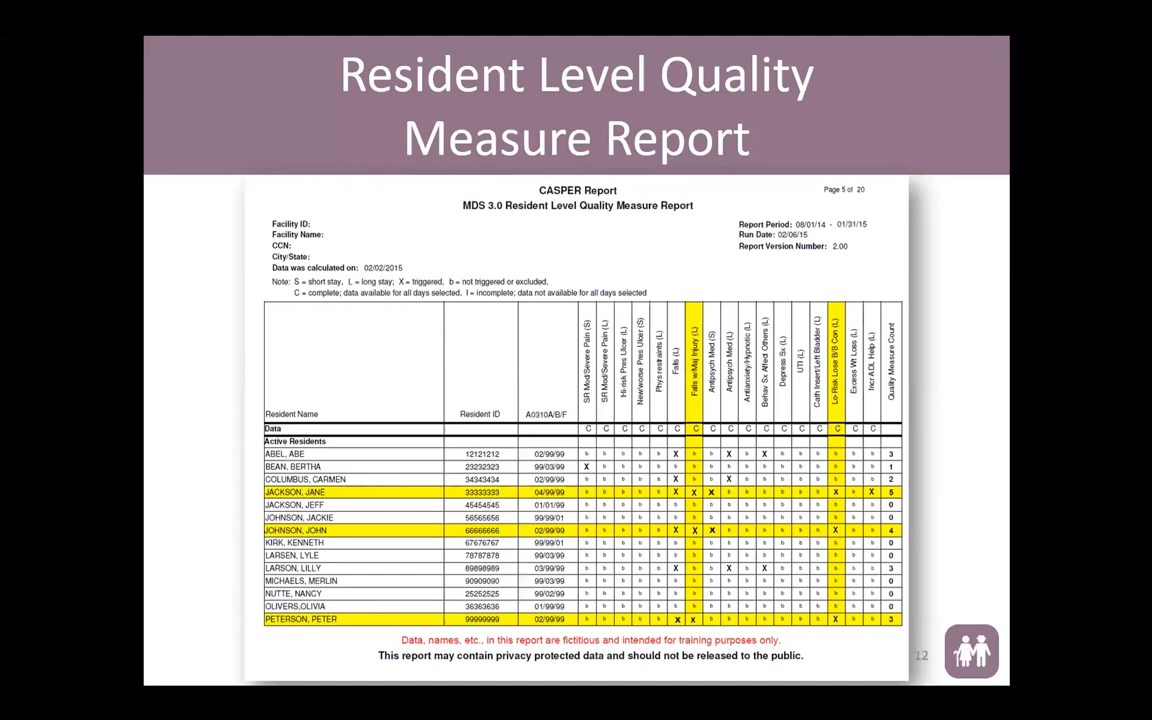 Resident Level Quality
Measure Report
CASPER Report
Page 5 of 20
MDS 3.0 Resident Level Quality Measure Report
Facility ID:
Report Period: 08/01/14 - 01/31/15
Facility Name:
Run Date: 02/06/15
CCN:
Report Version Number: 2.00
City/State:
Data was calculated on: 02/02/2015
Note: S = short stay, L = long stay; X = triggered, b = not triggered or excluded,
C = complete; data available for all days selected, I = incomplete; data not available for all days selected
Resident Name
Resident ID
A0310A/B/F
SR Mod/Severe Pain (S)
SR Mod/Severe Pain (L)
Hi-risk Pres Ulcer (L)
New/worse Pres Ulcer (S)
Phys restraints (L)
Falls (L)
Falls w/Maj Injury (L)
Antipsych Med (S)
Antipsych Med (L)
Antianxiety/Hypnotic (L)
Behav Sx Affect Others (L)
Depress Sx (L)
UTI (L)
Cath Insert/Left Bladder (L)
Lo-Risk Lose B/B Con (L)
Excess Wt Loss (L)
Incr ADL Help (L)
Quality Measure Count
Data C C C C C C C C C C C C C C C C C
Active Residents
ABEL, ABE 12121212 02/99/99 b b b b b X b b X b X b b b b b b 3
BEAN, BERTHA 23232323 99/03/99 X b b b b b b b b b b b b b b b b 1
COLUMBUS, CARMEN 34343434 02/99/99 b b b b b X b b X b b b b b b b b 2
JACKSON, JANE 33333333 04/99/99 b b b b b X X X b b b b b b X b X 5
JACKSON, JEFF 45454545 01/01/99 b b b b b b b b b b b b b b b b b 0
JOHNSON, JACKIE 56565656 99/99/01 b b b b b b b b b b b b b b b b b 0
JOHNSON, JOHN 66666666 02/99/99 b b b b b X X X b b b b b b X b b 4
KIRK, KENNETH 67676767 99/99/01 b b b b b b b b b b b b b b b b b 0
LARSEN, LYLE 78787878 99/03/99 b b b b b b b b b b b b b b b b b 0
LARSON, LILLY 89898989 03/99/99 b b b b b X b b X b X b b b b b b 3
MICHAELS, MERLIN 90909090 99/03/99 b b b b b b b b b b b b b b b b b 0
NUTTE, NANCY 25252525 99/02/99 b b b b b b b b b b b b b b b b b 0
OLIVERS,OLIVIA 36363636 01/99/99 b b b b b b b b b b b b b b b b b 0
PETERSON, PETER 99999999 02/99/99 b b b b b x x b b b b b b b X b b 3
Data, names, etc., in this report are fictitious and intended for training purposes only.
This report may contain privacy protected data and should not be released to the public.
12